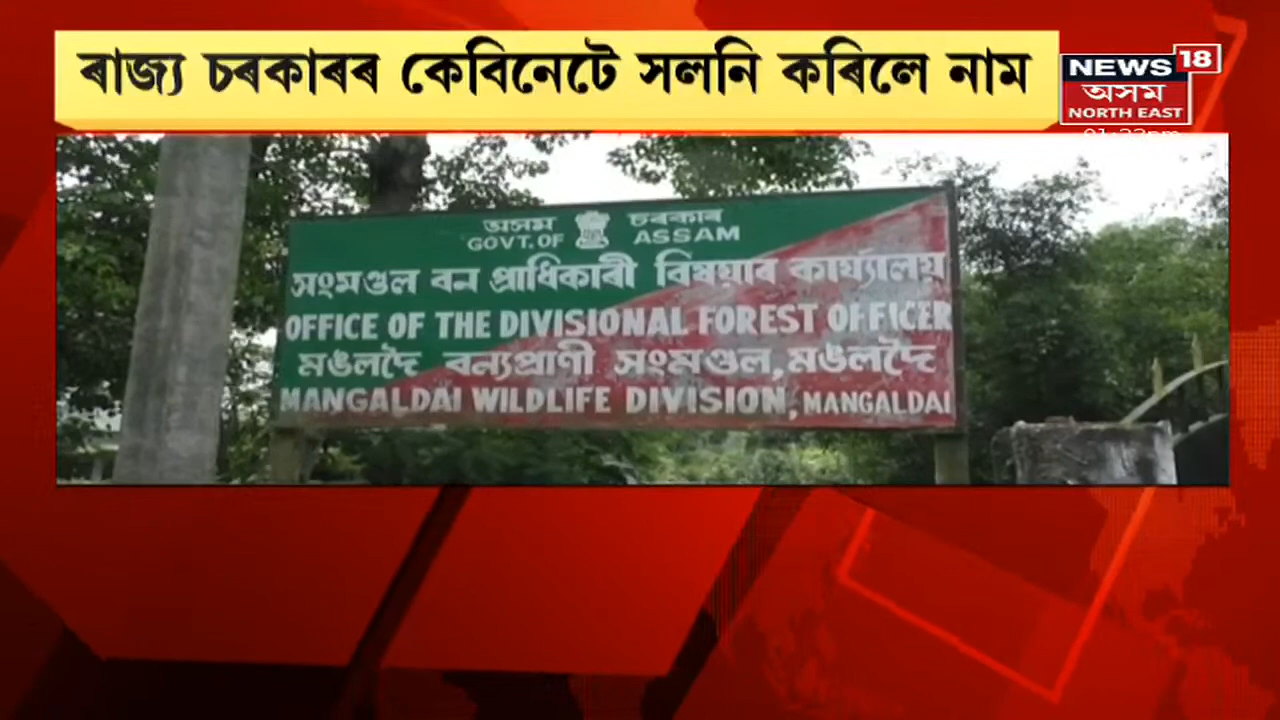 ৰাজ্য চৰকাৰৰ কেবিনেটে সলনি কৰিলে নাম
NEWS 18
অসম
NORTH EAST
অসম চৰকাৰ
GOVT. OF ASSAM
সংমণ্ডল বন প্ৰাধিকাৰী বিষয়াৰ কাৰ্য্যালয়
OFFICE OF THE DIVISIONAL FOREST OFFICER
মঙলদৈ বন্যপ্ৰাণী সংমণ্ডল, মঙলদৈ
MANGALDAI WILDLIFE DIVISION, MANGALDAI